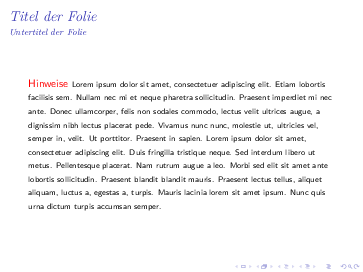 Titel der Folie
Untertitel der Folie
Hinweise Lorem ipsum dolor sit amet, consectetuer adipiscing elit. Etiam lobortis
facilisis sem. Nullam nec mi et neque pharetra sollicitudin. Praesent imperdiet mi nec
ante. Donec ullamcorper, felis non sodales commodo, lectus velit ultrices augue, a
dignissim nibh lectus placerat pede. Vivamus nunc nunc, molestie ut, ultricies vel,
semper in, velit. Ut porttitor. Praesent in sapien. Lorem ipsum dolor sit amet,
consectetuer adipiscing elit. Duis fringilla tristique neque. Sed interdum libero ut
metus. Pellentesque placerat. Nam rutrum augue a leo. Morbi sed elit sit amet ante
lobortis sollicitudin. Praesent blandit blandit mauris. Praesent lectus tellus, aliquet
aliquam, luctus a, egestas a, turpis. Mauris lacinia lorem sit amet ipsum. Nunc quis
urna dictum turpis accumsan semper.